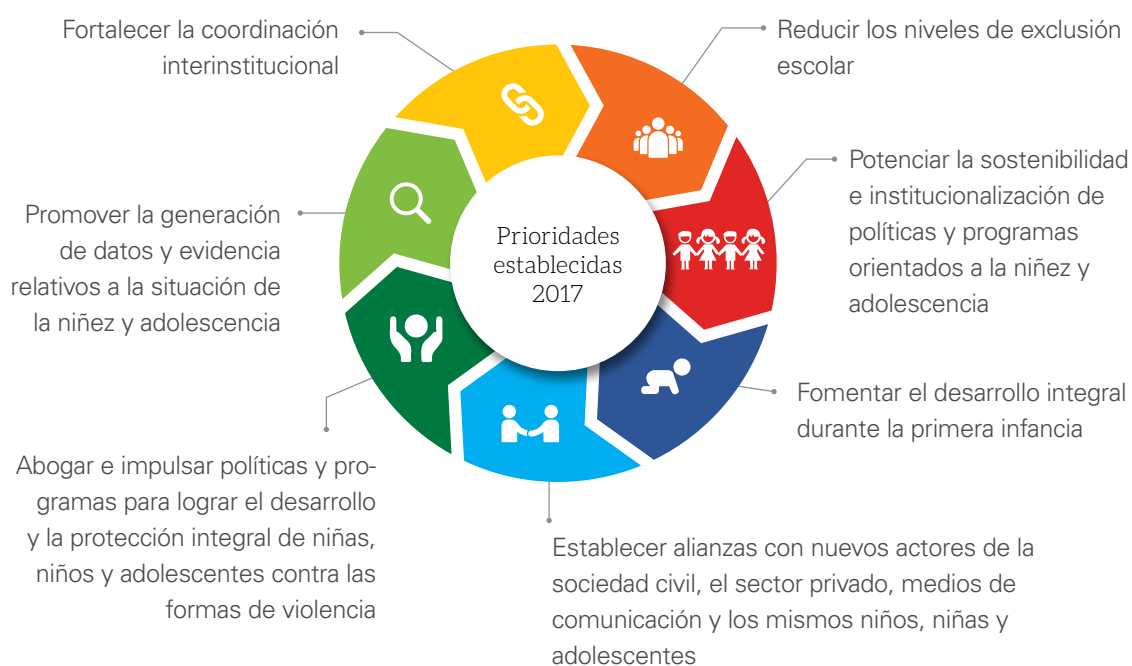 Fortalecer la coordinación
interinstitucional
Reducir los niveles de exclusión
escolar
Potenciar la sostenibilidad
e institucionalización de
políticas y programas
orientados a la niñez y
adolescencia
Fomentar el desarrollo integral
durante la primera infancia
Establecer alianzas con nuevos actores de la
sociedad civil, el sector privado, medios de
comunicación y los mismos niños, niñas y
adolescentes
Abogar e impulsar políticas y pro-
gramas para lograr el desarrollo
y la protección integral de niñas,
niños y adolescentes contra las
formas de violencia
Promover la generación
de datos y evidencia
relativos a la situación de
la niñez y adolescencia
Prioridades
establecidas
2017